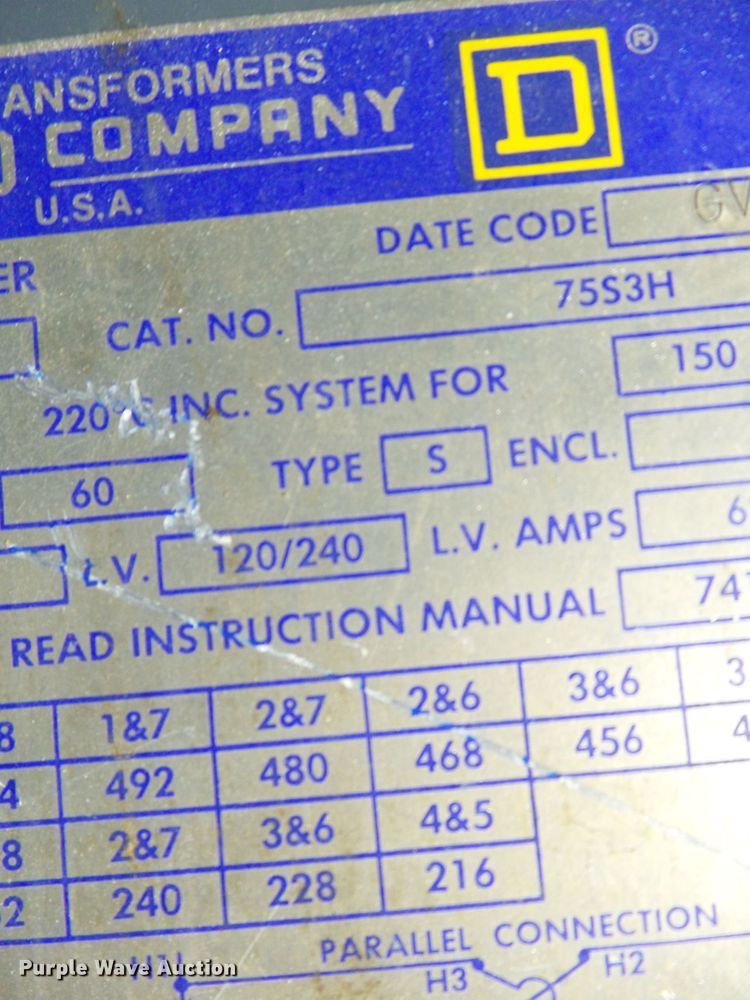 COMPANY
D ®
U.S.A.
DATE CODE
CAT. NO. 75S3H
220°C INC. SYSTEM FOR 150
60 TYPE S ENCL.
L.V. 120/240 L.V. AMPS
READ INSTRUCTION MANUAL
1&7 2&7 2&6 3&6
492 480 468 456
2&7 3&6 4&5
240 228 216
PARALLEL CONNECTION
H1 H3 H2
Purple Wave Auction